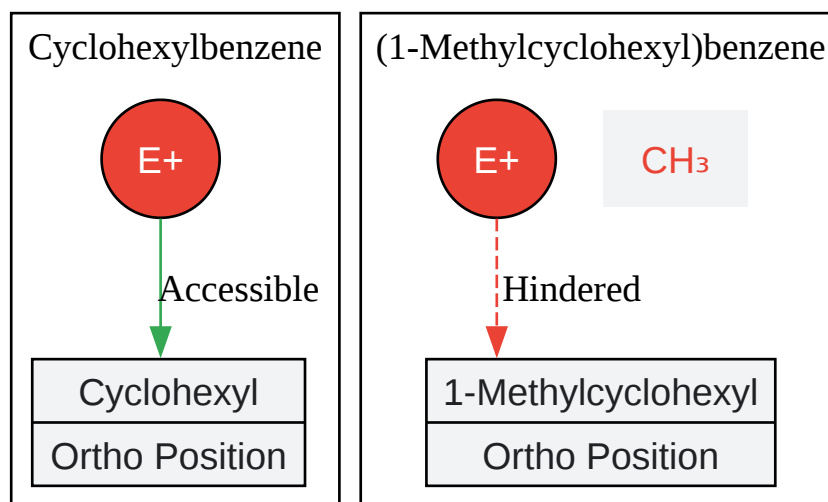 Cyclohexylbenzene
E+
Accessible
Cyclohexyl
Ortho Position
(1-Methylcyclohexyl)benzene
E+
CH₃
Hindered
1-Methylcyclohexyl
Ortho Position